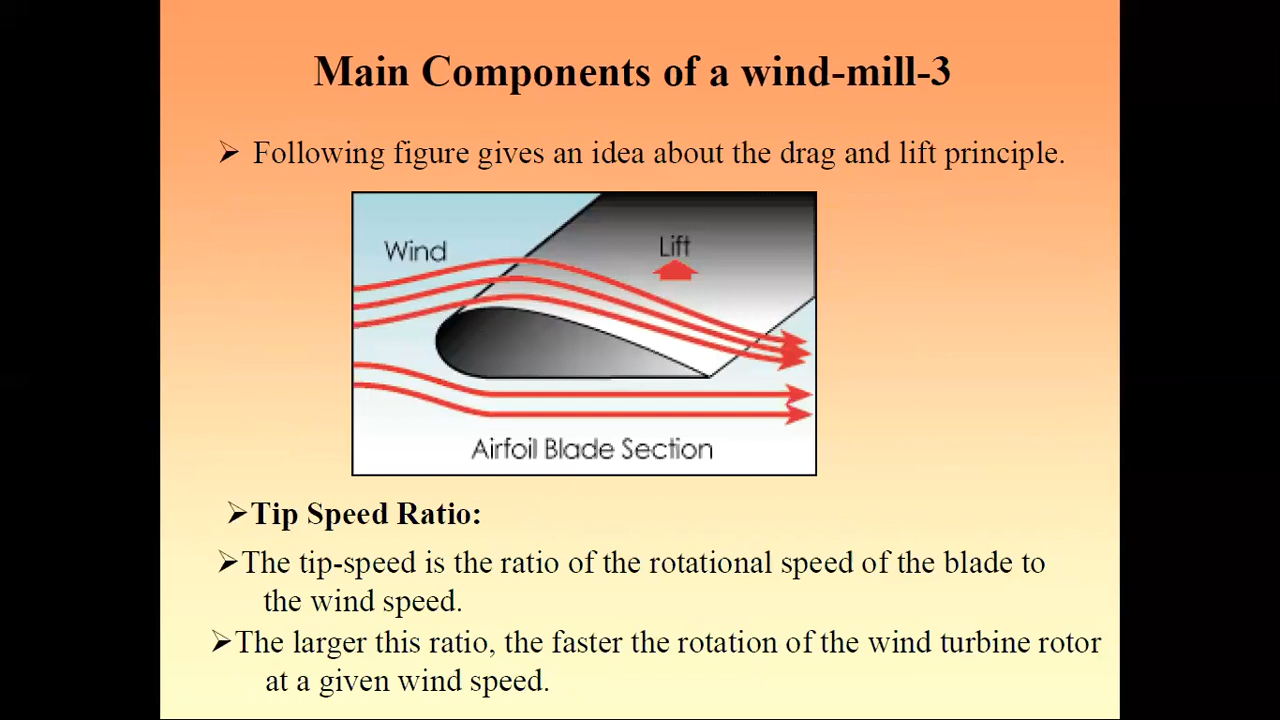 Main Components of a wind-mill-3
➢ Following figure gives an idea about the drag and lift principle.
Wind
Lift
Airfoil Blade Section
➢Tip Speed Ratio:
➢The tip-speed is the ratio of the rotational speed of the blade to
the wind speed.
➢The larger this ratio, the faster the rotation of the wind turbine rotor
at a given wind speed.